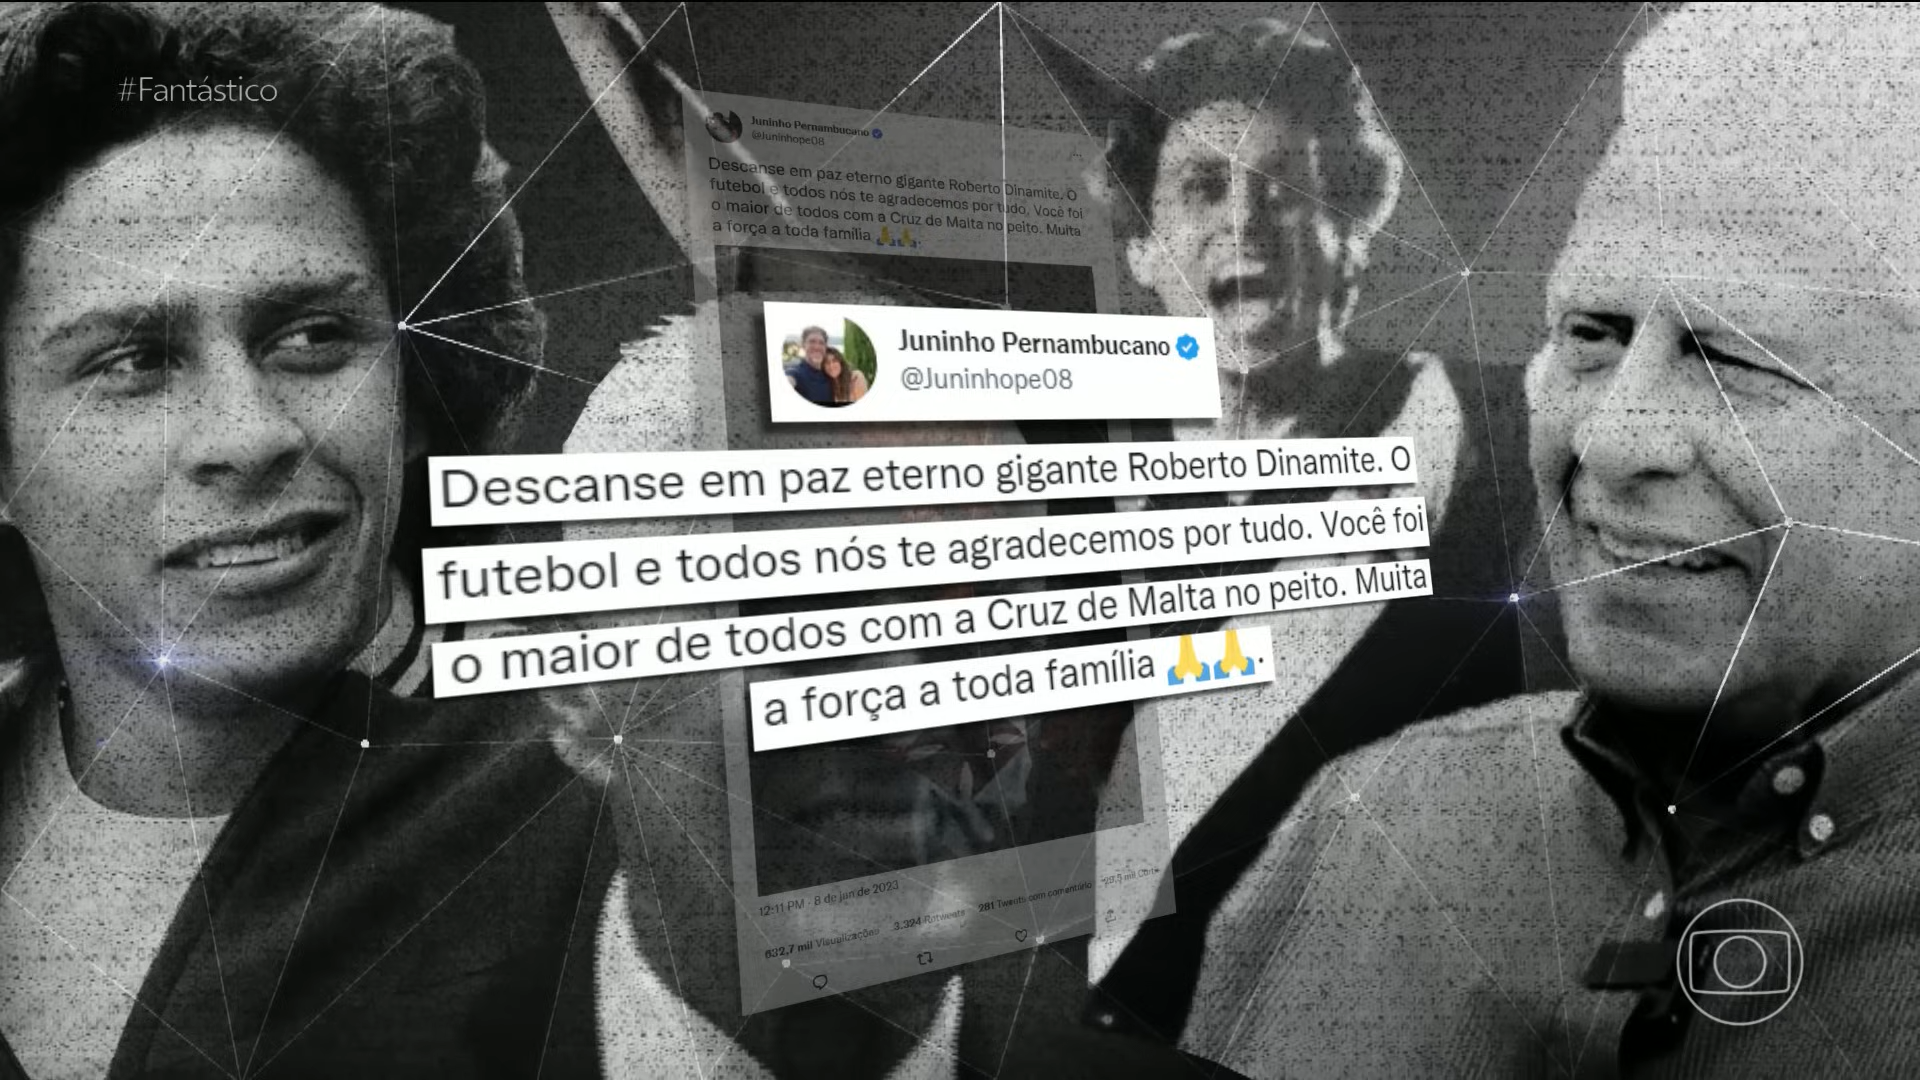 #Fantástico
Juninho Pernambucano
@Juninhope08
Descanse em paz eterno gigante Roberto Dinamite. O
futebol e todos nós te agradecemos por tudo. Você foi
o maior de todos com a Cruz de Malta no peito. Muita
a força a toda família 🙏🙏.
Juninho Pernambucano
@Juninhope08
Descanse em paz eterno gigante Roberto Dinamite. O
futebol e todos nós te agradecemos por tudo. Você foi
o maior de todos com a Cruz de Malta no peito. Muita
a força a toda família 🙏🙏.
12:11 PM · 8 de jan de 2023
632,7 mil Visualizações 3.324 Retweets 281 Tweets com comentário